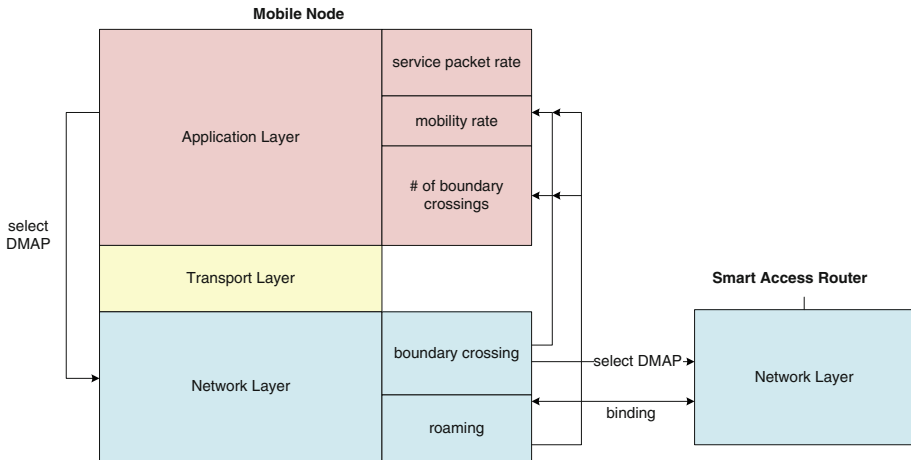 Mobile Node
service packet rate
mobility rate
Application Layer
# of boundary
crossings
select
DMAP
Transport Layer
Smart Access Router
boundary crossing
select DMAP
Network Layer
Network Layer
binding
roaming